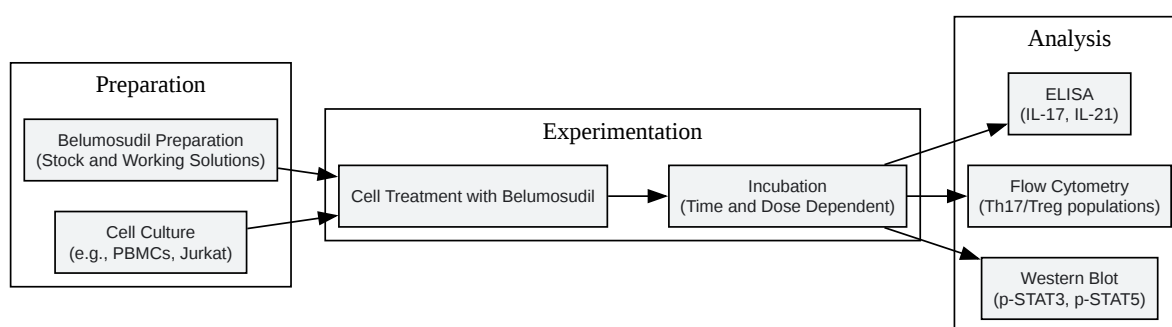 Preparation
Belumosudil Preparation
(Stock and Working Solutions)
Cell Culture
(e.g., PBMCs, Jurkat)
Experimentation
Cell Treatment with Belumosudil
Incubation
(Time and Dose Dependent)
Analysis
ELISA
(IL-17, IL-21)
Flow Cytometry
(Th17/Treg populations)
Western Blot
(p-STAT3, p-STAT5)